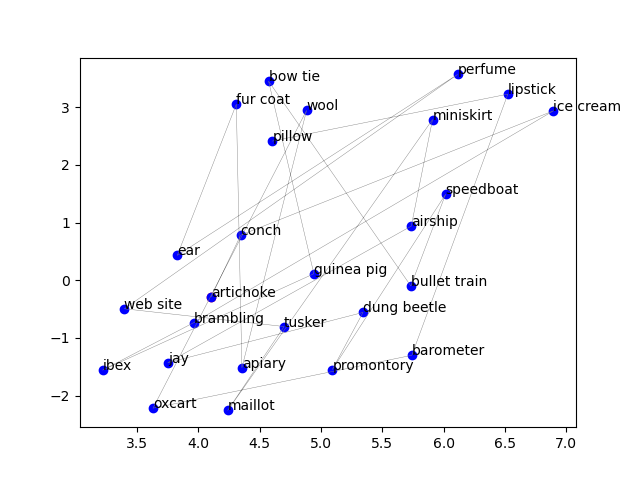 perfume
bow tie
lipstick
fur coat
wool
ice cream
3
miniskirt
pillow
2
speedboat
1
airship
conch
ear
guinea pig
0
bullet train
artichoke
web site
dung beetle
brambling
tusker
−1
barometer
jay
apiary
promontory
ibex
−2
oxcart
maillot
3.5 4.0 4.5 5.0 5.5 6.0 6.5 7.0